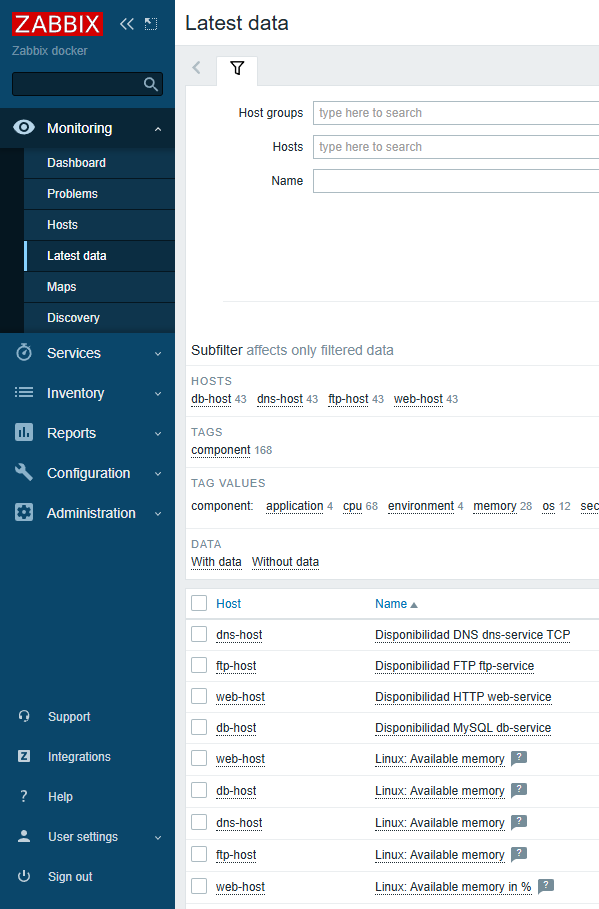 ZABBIX
Zabbix docker
Monitoring
Dashboard
Problems
Hosts
Latest data
Maps
Discovery
Services
Inventory
Reports
Configuration
Administration
Support
Z Integrations
? Help
User settings
Sign out
Latest data
Host groups type here to search
Hosts type here to search
Name
Subfilter affects only filtered data
HOSTS
db-host 43 dns-host 43 ftp-host 43 web-host 43
TAGS
component 168
TAG VALUES
component: application 4 cpu 68 environment 4 memory 28 os 12 sec
DATA
With data Without data
Host Name
dns-host Disponibilidad DNS dns-service TCP
ftp-host Disponibilidad FTP ftp-service
web-host Disponibilidad HTTP web-service
db-host Disponibilidad MySQL db-service
web-host Linux: Available memory ?
db-host Linux: Available memory ?
dns-host Linux: Available memory ?
ftp-host Linux: Available memory ?
web-host Linux: Available memory in % ?